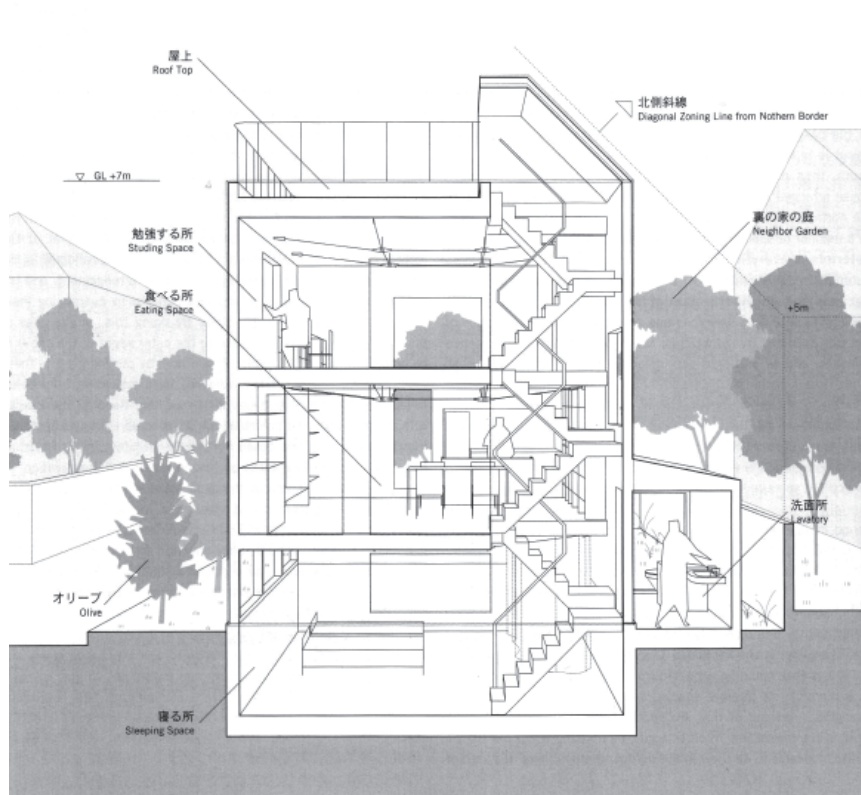 屋上
Roof Top
北側斜線
Diagonal Zoning Line from Nothern Border
GL +7m
勉強する所
Studing Space
裏の家の庭
Neighbor Garden
食べる所
Eating Space
+5m
洗面所
Lavatory
オリーブ
Olive
寝る所
Sleeping Space